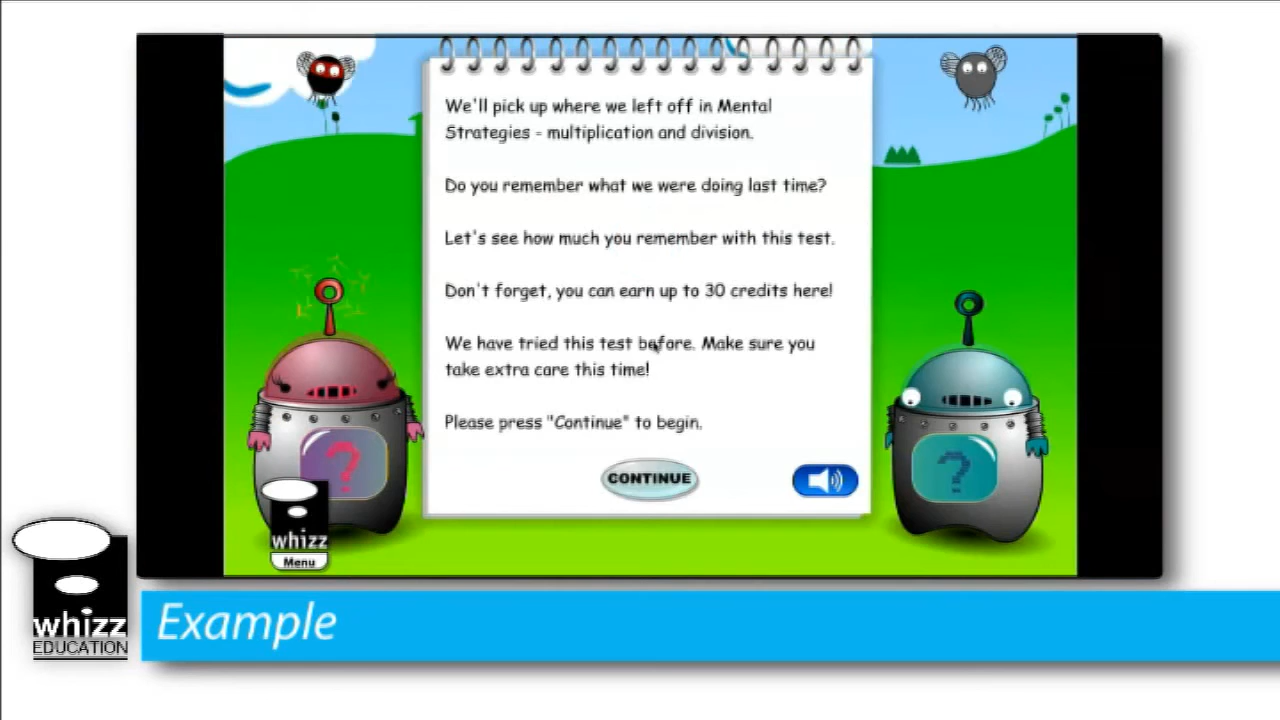 We'll pick up where we left off in Mental
Strategies - multiplication and division.
Do you remember what we were doing last time?
Let's see how much you remember with this test.
Don't forget, you can earn up to 30 credits here!
We have tried this test before. Make sure you
take extra care this time!
Please press "Continue" to begin.
CONTINUE
?
?
whizz
Menu
whizz
EDUCATION
Example